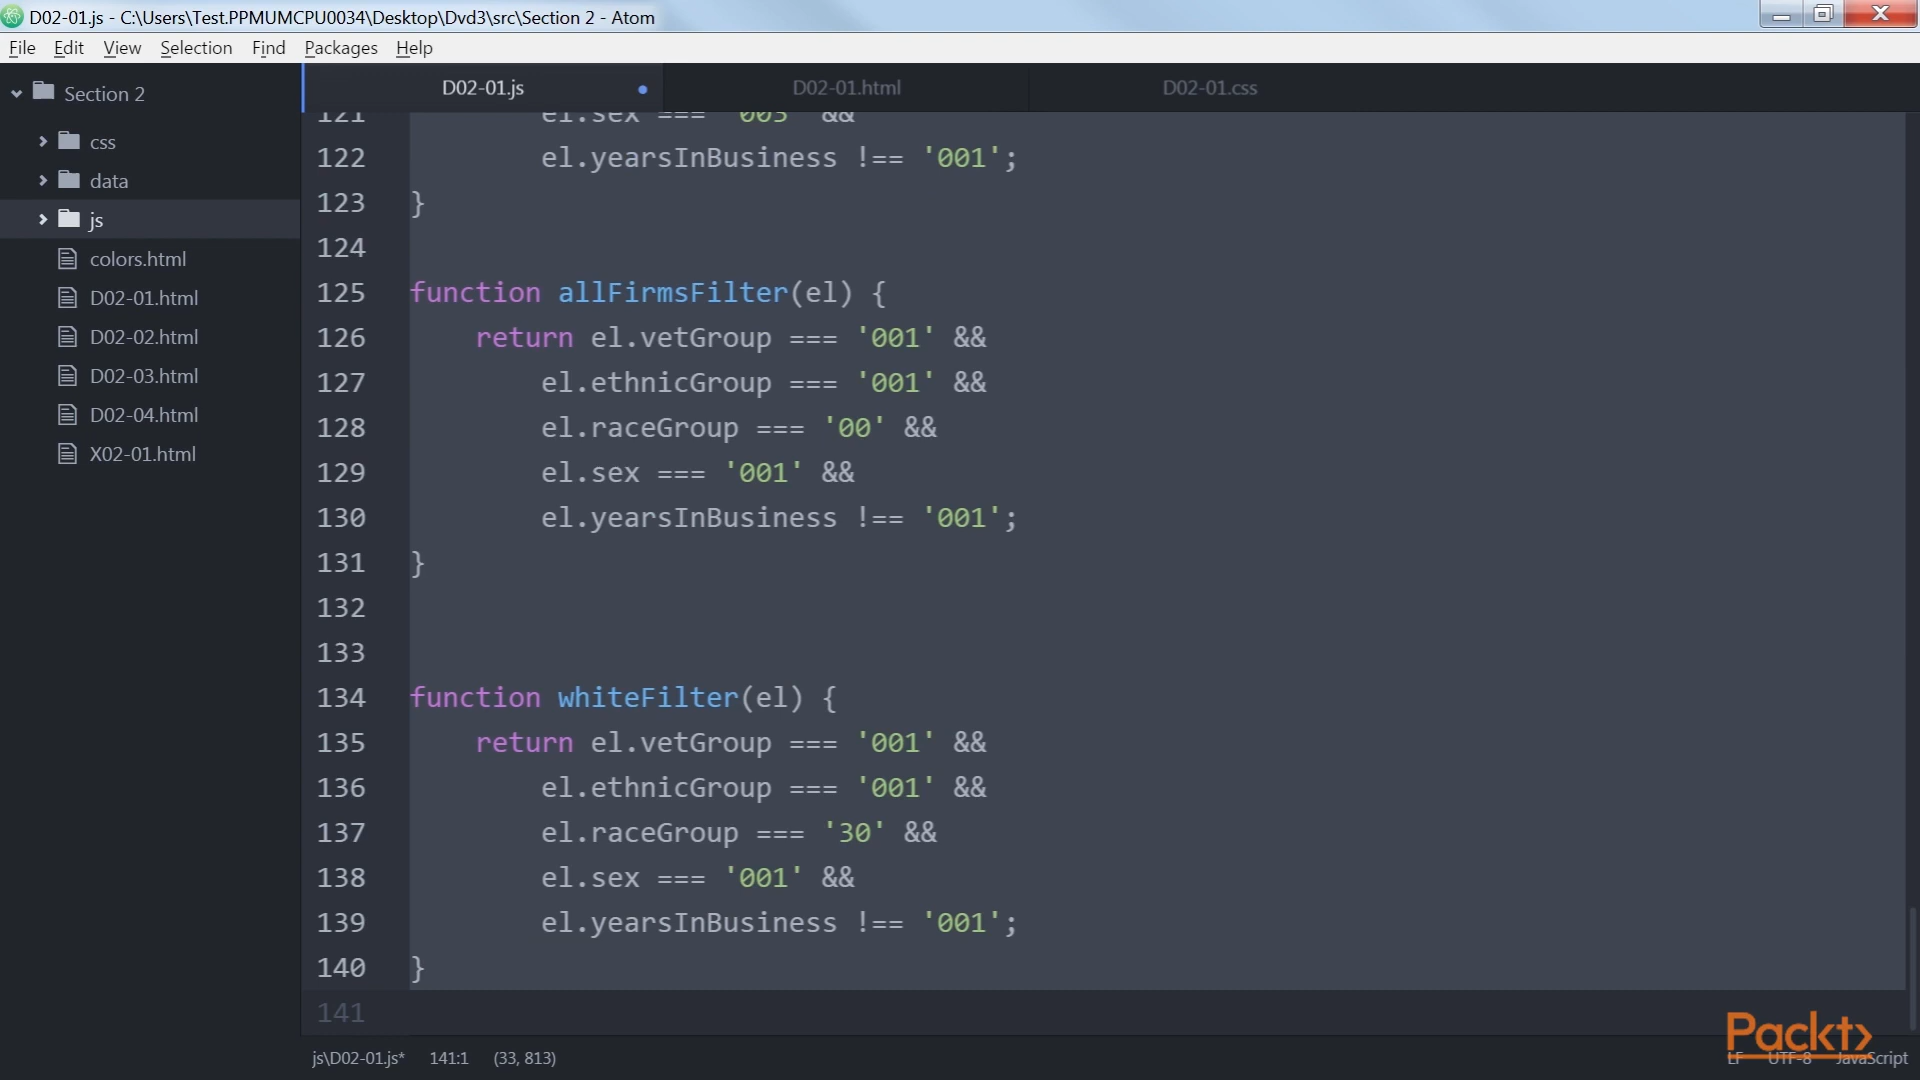 D02-01.js - C:\Users\Test.PPMUMCPU0034\Desktop\Dvd3\src\Section 2 - Atom
File Edit View Selection Find Packages Help
Section 2
css
data
js
colors.html
D02-01.html
D02-02.html
D02-03.html
D02-04.html
X02-01.html
D02-01.js D02-01.html D02-01.css
121 el.sex === '003' &&
122 el.yearsInBusiness !== '001';
123 }
124
125 function allFirmsFilter(el) {
126 return el.vetGroup === '001' &&
127 el.ethnicGroup === '001' &&
128 el.raceGroup === '00' &&
129 el.sex === '001' &&
130 el.yearsInBusiness !== '001';
131 }
132
133
134 function whiteFilter(el) {
135 return el.vetGroup === '001' &&
136 el.ethnicGroup === '001' &&
137 el.raceGroup === '30' &&
138 el.sex === '001' &&
139 el.yearsInBusiness !== '001';
140 }
141
Packt>
js\D02-01.js* 141:1 (33, 813) LF UTF-8 JavaScript